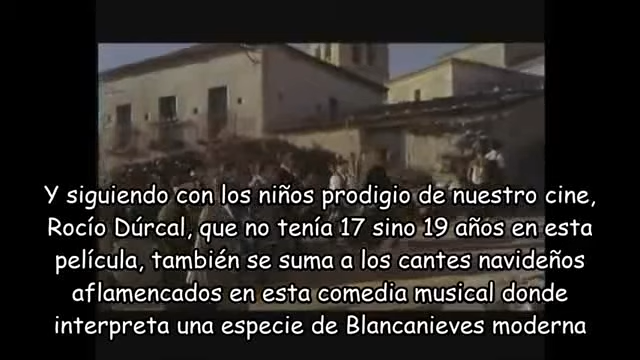 Y siguiendo con los niños prodigio de nuestro cine,
Rocío Dúrcal, que no tenía 17 sino 19 años en esta
película, también se suma a los cantes navideños
aflamencados en esta comedia musical donde
interpreta una especie de Blancanieves moderna